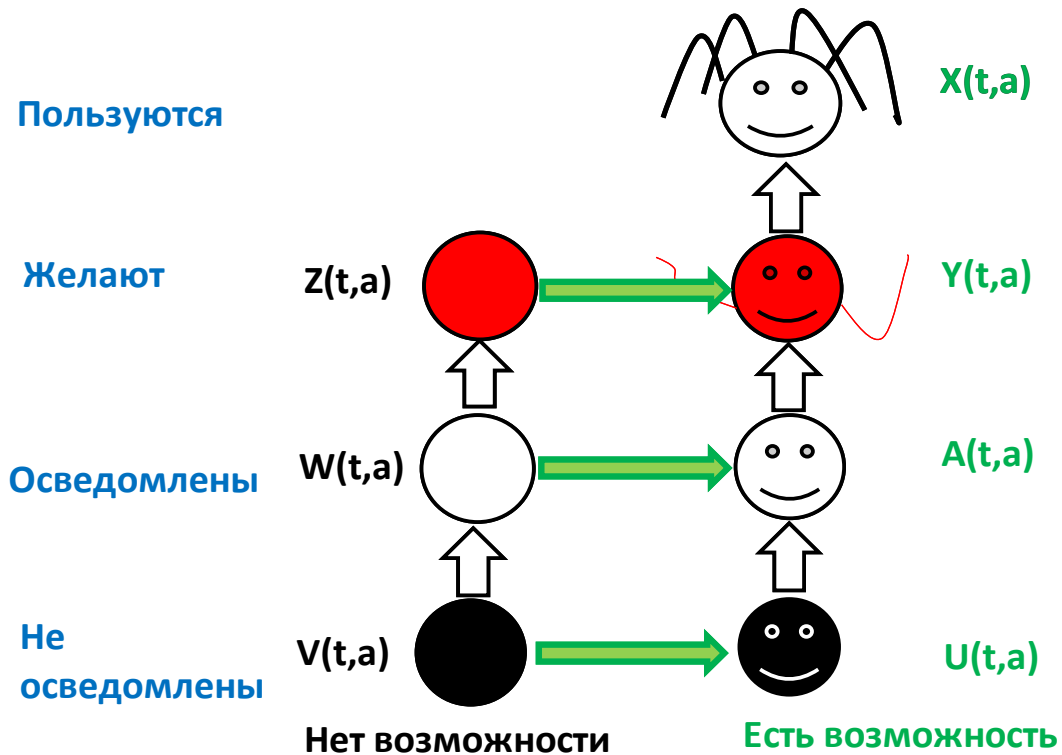 Пользуются
X(t,a)
Желают
Z(t,a)
Y(t,a)
Осведомлены
W(t,a)
A(t,a)
Не
осведомлены
V(t,a)
U(t,a)
Нет возможности
Есть возможность